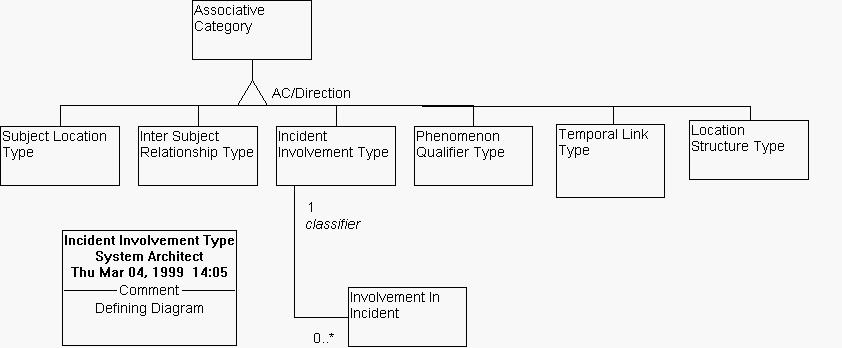 Associative
Category
AC/Direction
Subject Location
Type
Inter Subject
Relationship Type
Incident
Involvement Type
Phenomenon
Qualifier Type
Temporal Link
Type
Location
Structure Type
1
classifier
Incident Involvement Type
System Architect
Thu Mar 04, 1999  14:05
Comment
Defining Diagram
Involvement In
Incident
0..*